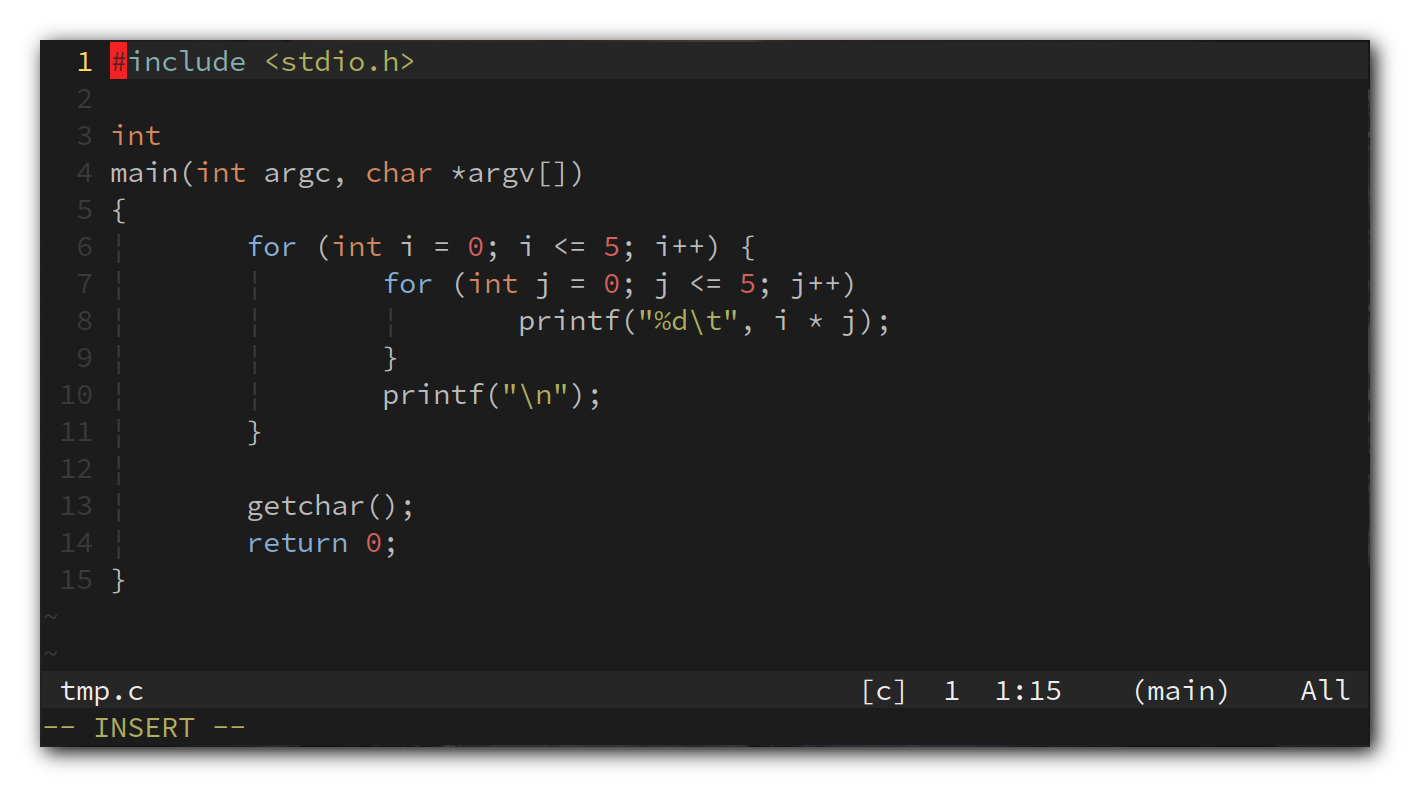 1 #include <stdio.h>
2
3 int
4 main(int argc, char *argv[])
5 {
6         for (int i = 0; i <= 5; i++) {
7                 for (int j = 0; j <= 5; j++)
8                         printf("%d\t", i * j);
9                 }
10                 printf("\n");
11         }
12
13         getchar();
14         return 0;
15 }
~
~
tmp.c [c] 1 1:15 (main) All
-- INSERT --